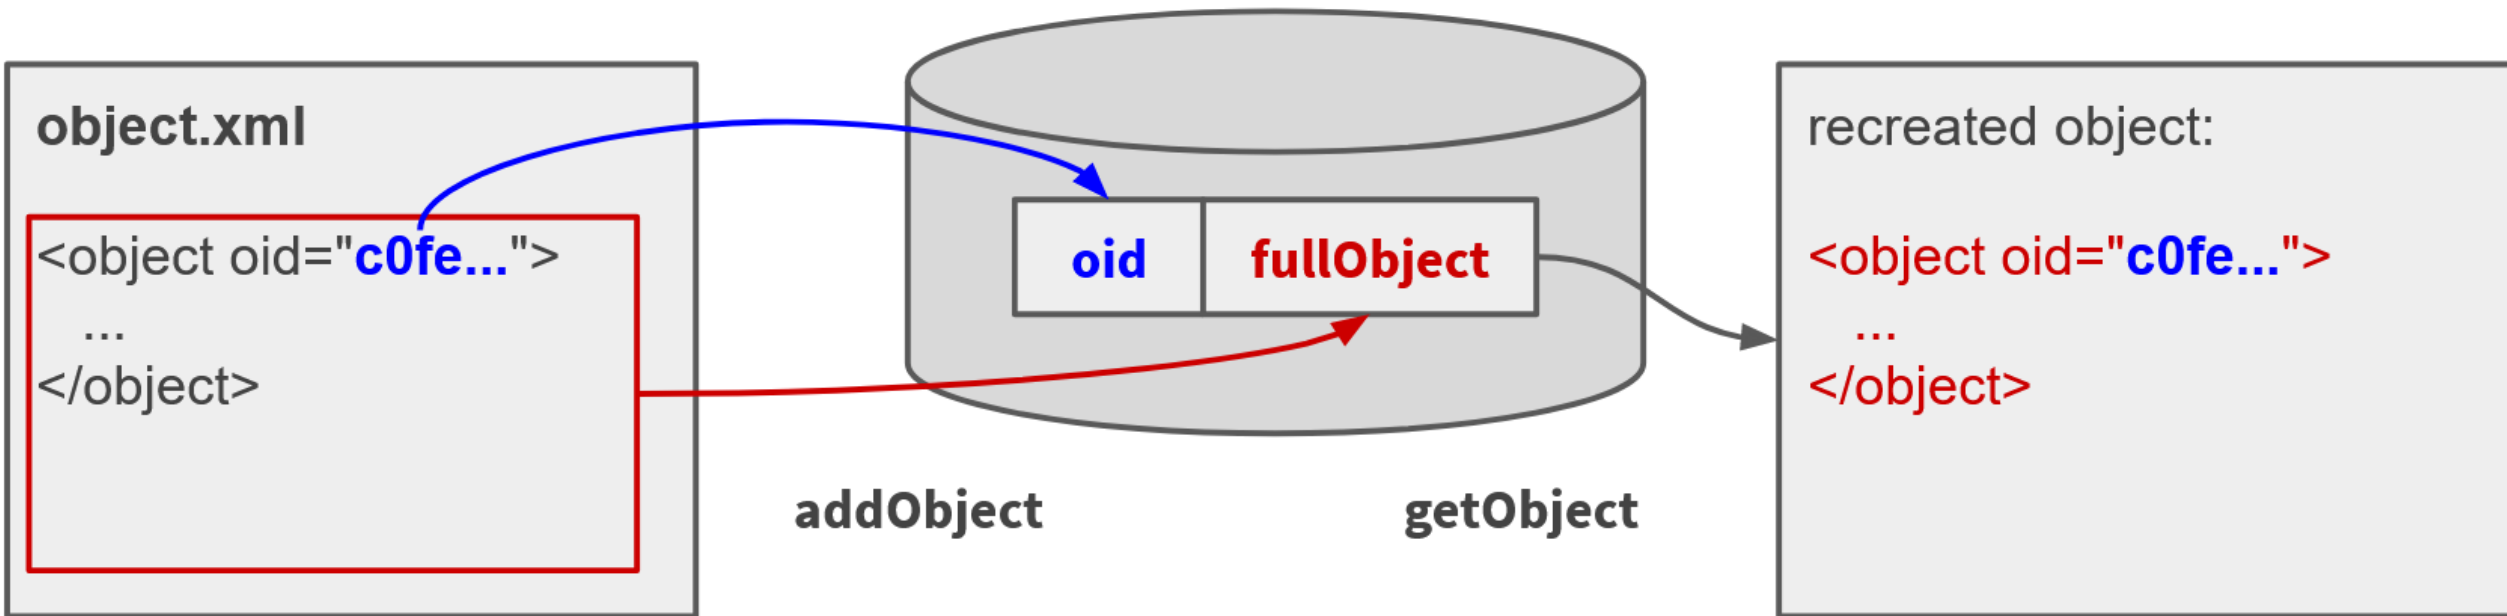 object.xml
<object oid="c0fe...">
...
</object>
oid
fullObject
addObject
getObject
recreated object:
<object oid="c0fe...">
...
</object>